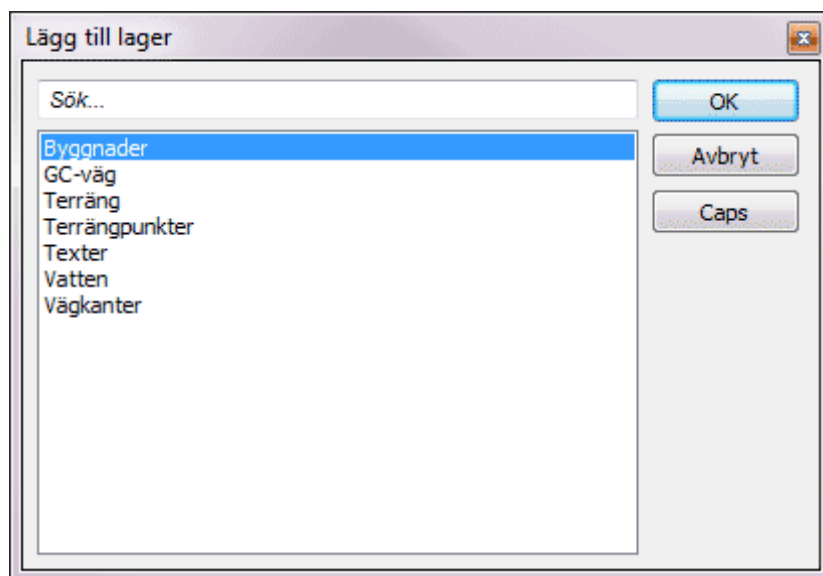 Lägg till lager
Sök...
OK
Byggnader
Avbryt
GC-väg
Terräng
Caps
Terrängpunkter
Texter
Vatten
Vägkanter